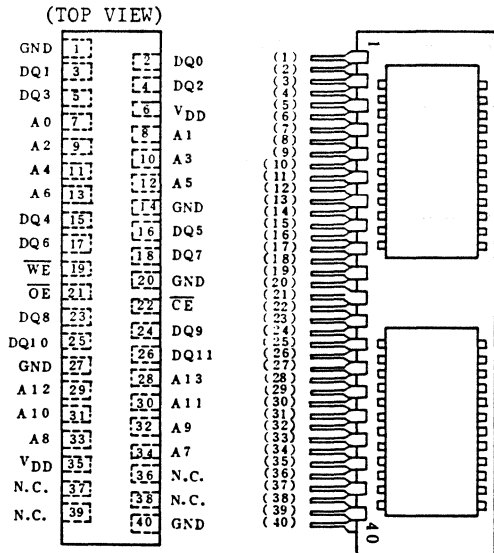 (TOP VIEW)
GND 1
2 DQ0
DQ1 3
4 DQ2
DQ3 5
6 VDD
A0 7
8 A1
A2 9
10 A3
A4 11
12 A5
A6 13
14 GND
DQ4 15
16 DQ5
DQ6 17
18 DQ7
W̅E̅ 19
20 GND
O̅E̅ 21
22 C̅E̅
DQ8 23
24 DQ9
DQ10 25
26 DQ11
GND 27
28 A13
A12 29
30 A11
A10 31
32 A9
A8 33
34 A7
VDD 35
36 N.C.
N.C. 37
38 N.C.
N.C. 39
40 GND
(1)
(2)
(3)
(4)
(5)
(6)
(7)
(8)
(9)
(10)
(11)
(12)
(13)
(14)
(15)
(16)
(17)
(18)
(19)
(20)
(21)
(22)
(23)
(24)
(25)
(26)
(27)
(28)
(29)
(30)
(31)
(32)
(33)
(34)
(35)
(36)
(37)
(38)
(39)
(40)
1
40